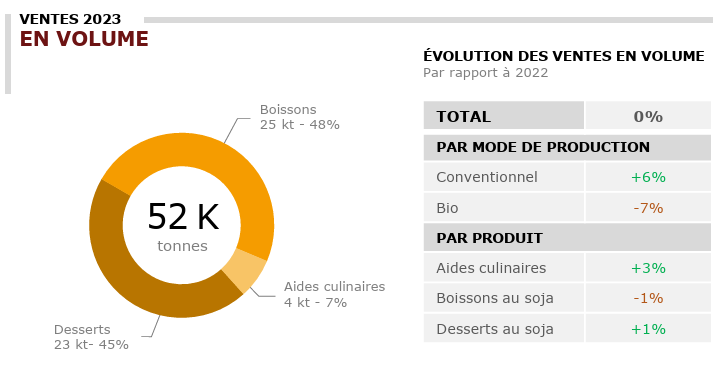 VENTES 2023
EN VOLUME
Boissons
25 kt - 48%
52 K
tonnes
Aides culinaires
4 kt - 7%
Desserts
23 kt- 45%
ÉVOLUTION DES VENTES EN VOLUME
Par rapport à 2022
TOTAL 0%
PAR MODE DE PRODUCTION
Conventionnel +6%
Bio -7%
PAR PRODUIT
Aides culinaires +3%
Boissons au soja -1%
Desserts au soja +1%